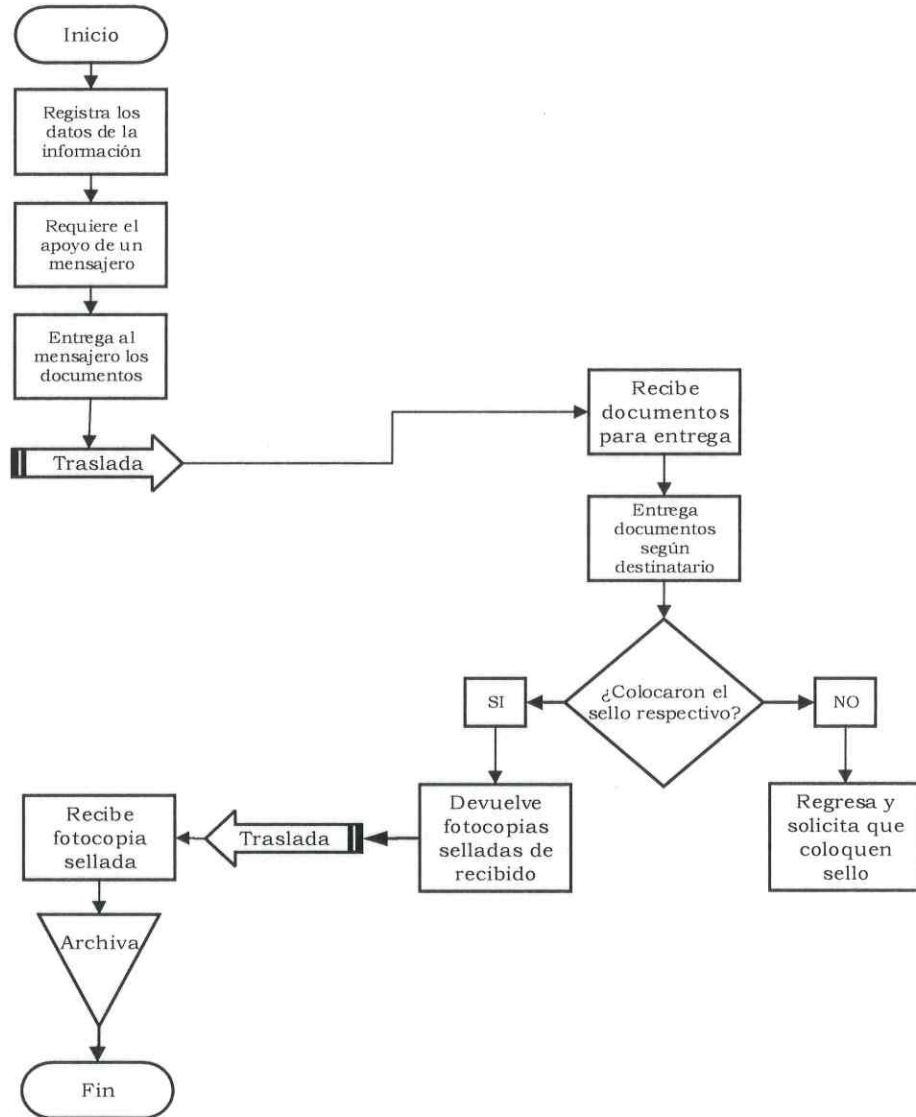 Inicio
Registra los
datos de la
información
Requiere el
apoyo de un
mensajero
Entrega al
mensajero los
documentos
Traslada
Recibe
documentos
para entrega
Entrega
documentos
según
destinatario
¿Colocaron el
sello respectivo?
SI
NO
Devuelve
fotocopias
selladas de
recibido
Regresa y
solicita que
coloquen
sello
Traslada
Recibe
fotocopia
sellada
Archiva
Fin